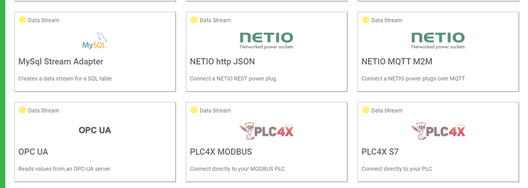 Data Stream
MySQL
MySql Stream Adapter
Creates a data stream for a SQL table
Data Stream
NETIO
Networked power sockets
NETIO http JSON
Connect a NETIO REST power plug
Data Stream
NETIO
Networked power sockets
NETIO MQTT M2M
Connect a NETIO power plugs over MQTT
Data Stream
OPC UA
OPC UA
Reads values from an OPC-UA server
Data Stream
PLC4X
PLC4X MODBUS
Connect directly to your MODBUS PLC
Data Stream
PLC4X
PLC4X S7
Connect directly to your PLC